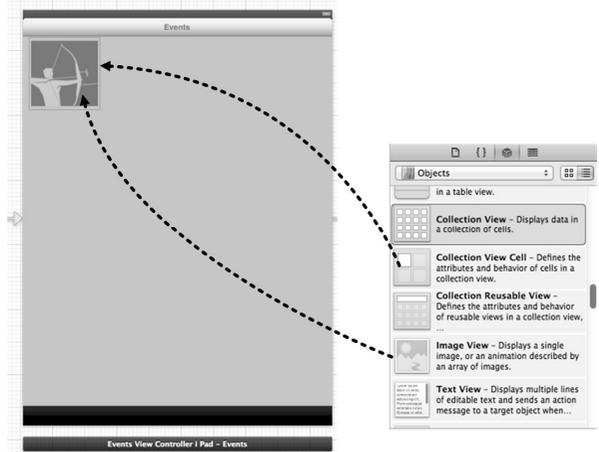 Events
Events View Controller i Pad – Events
{ }
Objects
in a table view.
Collection View – Displays data in
a collection of cells.
Collection View Cell – Defines the
attributes and behavior of cells in a
collection view.
Collection Reusable View –
Defines the attributes and behavior
of reusable views in a collection view,
...
Image View – Displays a single
image, or an animation described by
an array of images.
Text View – Displays multiple lines
of editable text and sends an action
message to a target object when...